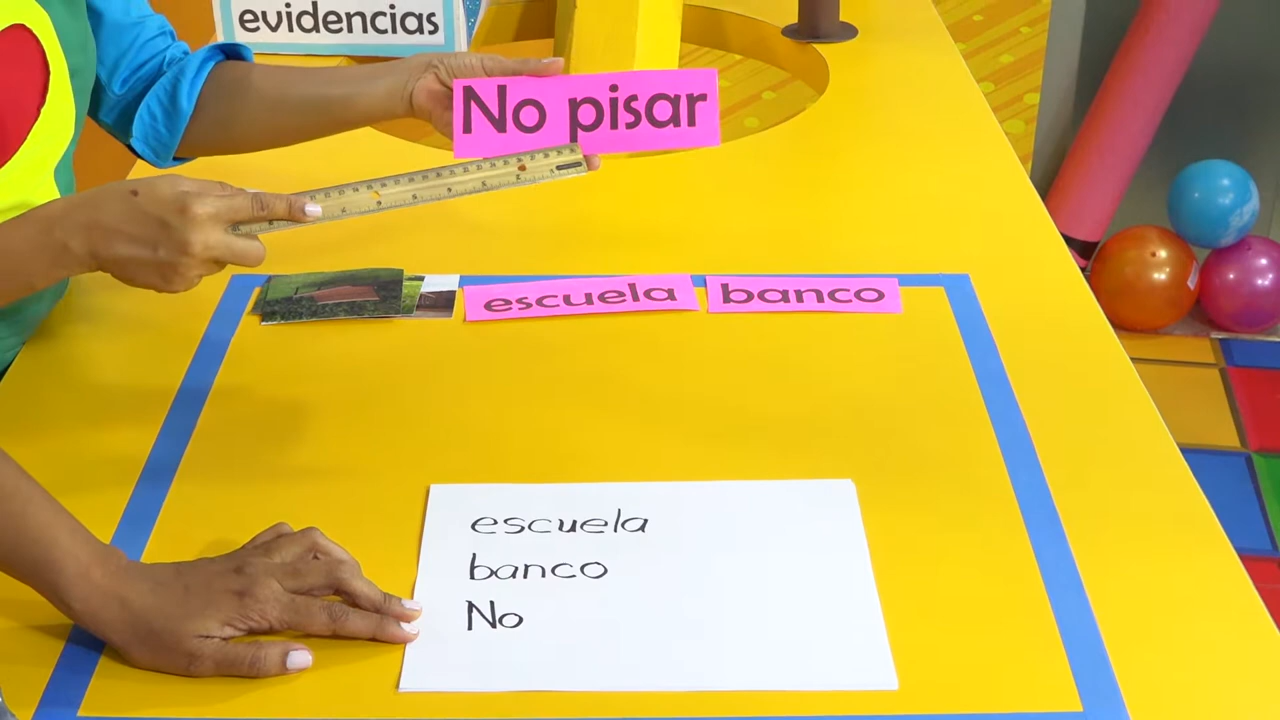 evidencias
No pisar
escuela banco
escuela
banco
No